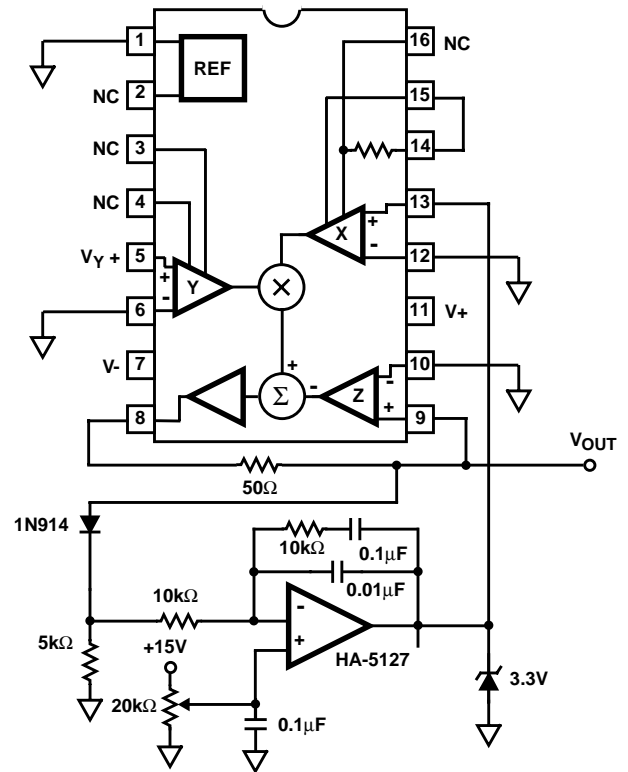 1
16
NC
REF
NC
2
15
NC
3
14
NC
4
13
X
+
-
VY +
5
12
+
-
Y
×
6
11
V+
V-
7
10
+
-
Σ
Z
-
+
8
9
VOUT
50Ω
1N914
10kΩ
0.1μF
0.01μF
10kΩ
-
+
HA-5127
5kΩ
+15V
3.3V
20kΩ
0.1μF